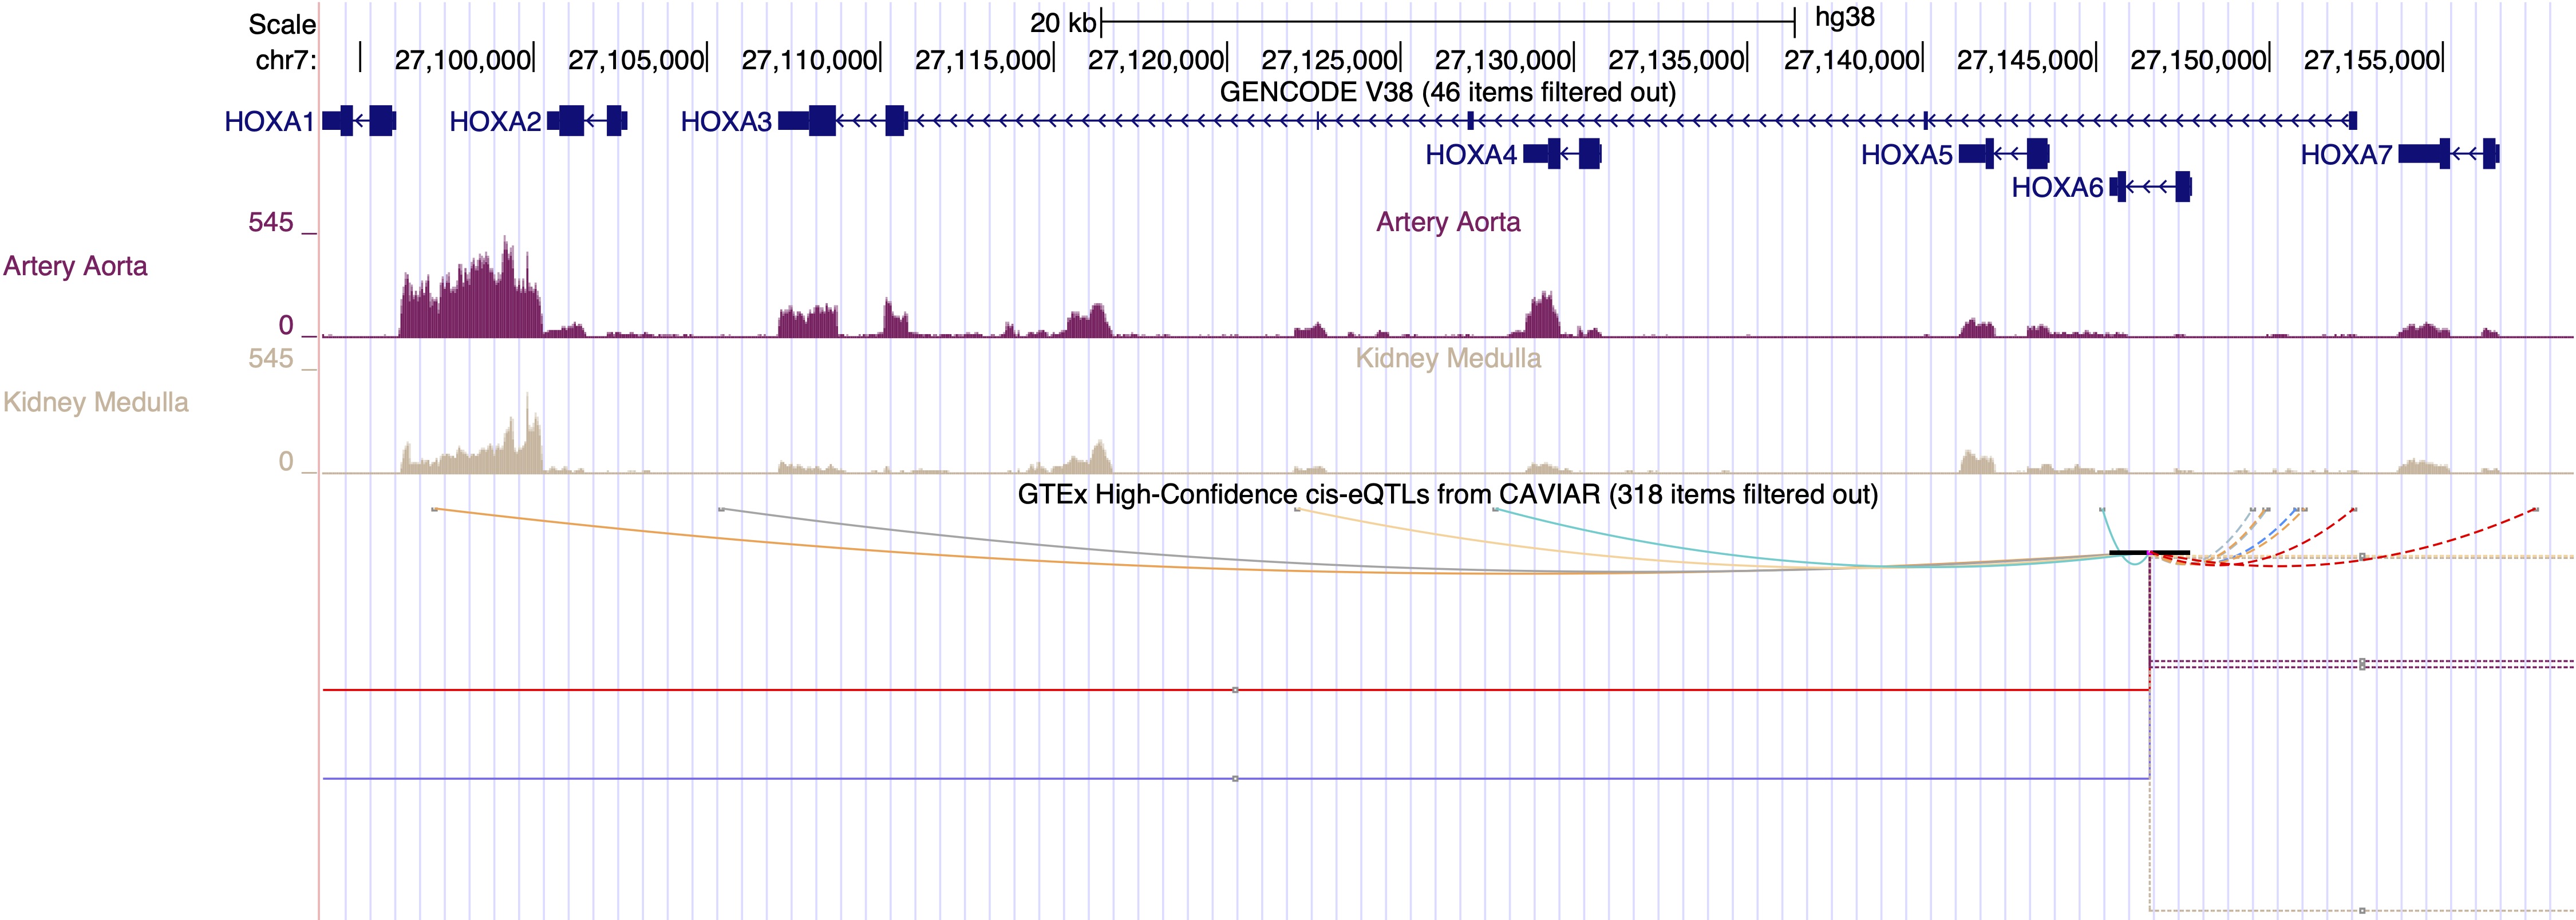 Scale 20 kb hg38
chr7: 27,100,000 27,105,000 27,110,000 27,115,000 27,120,000 27,125,000 27,130,000 27,135,000 27,140,000 27,145,000 27,150,000 27,155,000
GENCODE V38 (46 items filtered out)
HOXA1 HOXA2 HOXA3
HOXA4 HOXA5 HOXA7
HOXA6
545 Artery Aorta
Artery Aorta
0
545 Kidney Medulla
Kidney Medulla
0
GTEx High-Confidence cis-eQTLs from CAVIAR (318 items filtered out)